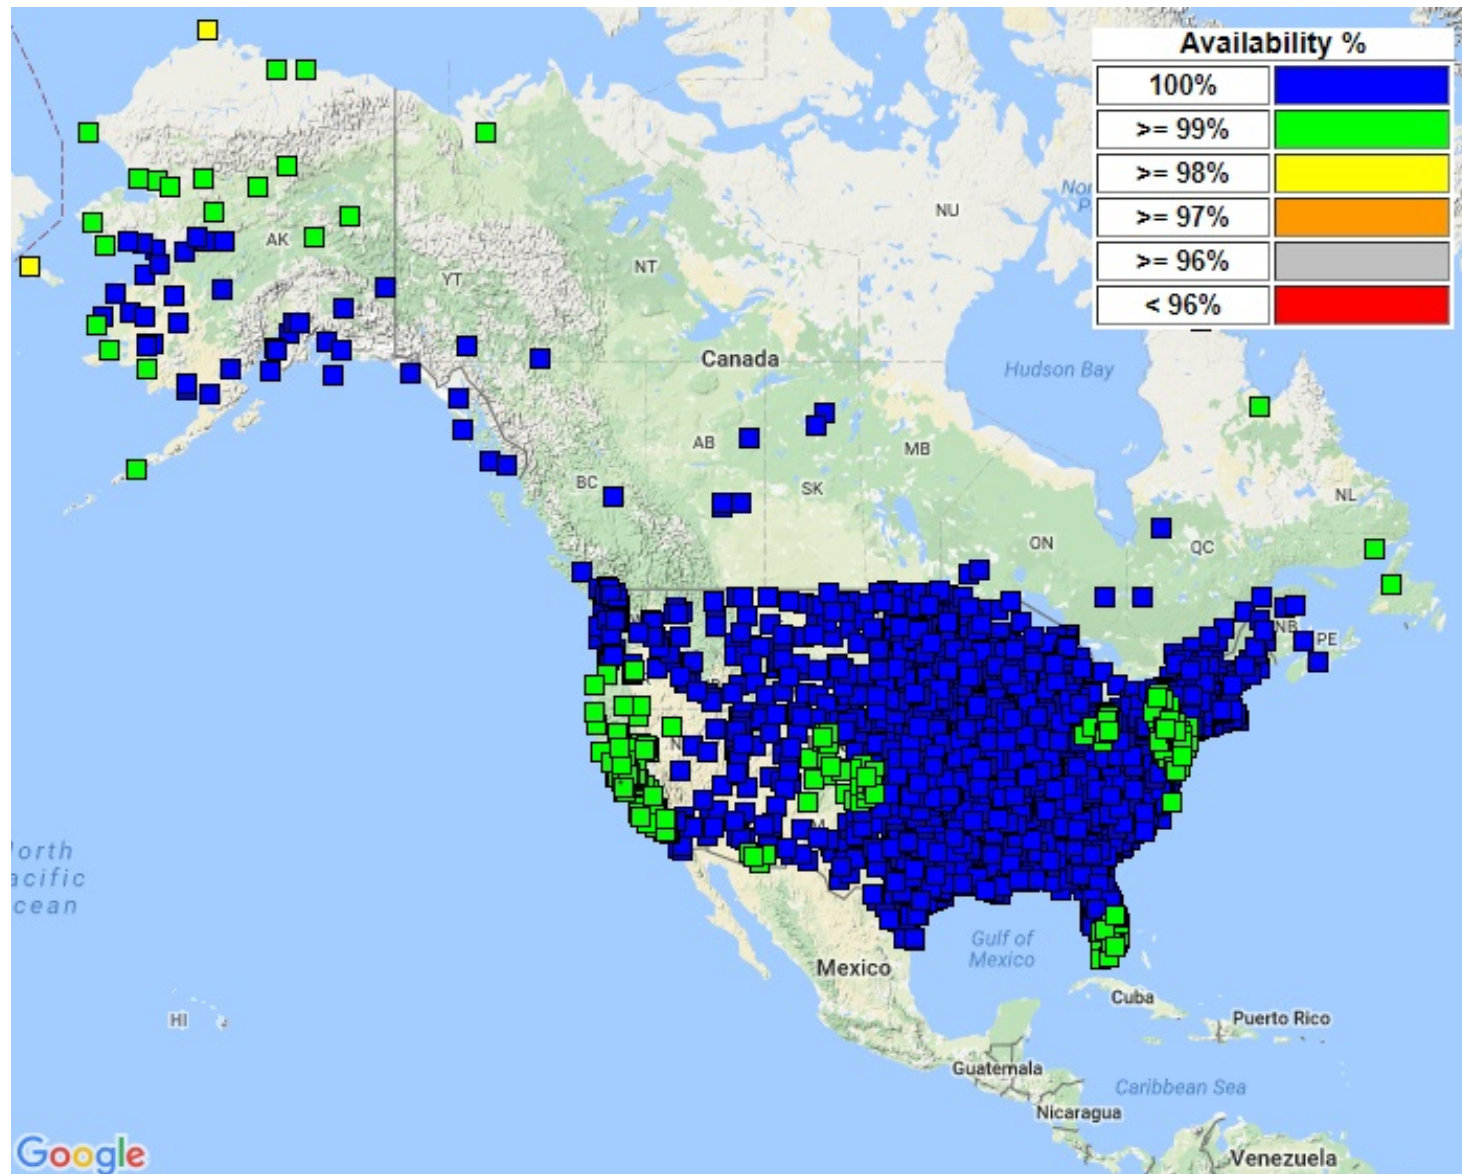 Availability %
100%
>= 99%
>= 98%
>= 97%
>= 96%
< 96%
NU
AK
YT
NT
Canada
Hudson Bay
AB
MB
BC
SK
NL
ON
QC
NB
PE
orth
acific
cean
Gulf of
Mexico
Mexico
Cuba
HI
Puerto Rico
Guatemala
Caribbean Sea
Nicaragua
Google
Venezuela